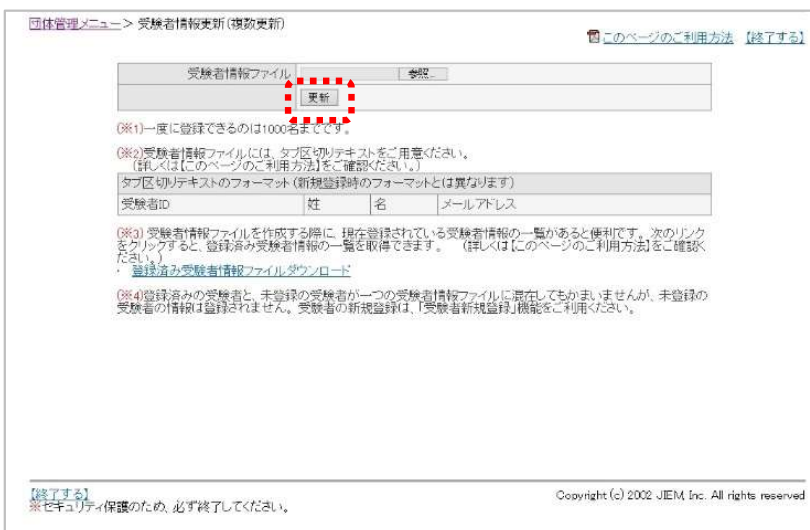 団体管理メニュー> 受験者情報更新(複数更新)
このページのご利用方法 【終了する】
受験者情報ファイル 参照...
更新
(※1)一度に登録できるのは1000名までです。
(※2)受験者情報ファイルには、タブ区切りテキストをご用意ください。
(詳しくは【このページのご利用方法】をご確認ください。)
タブ区切りテキストのフォーマット(新規登録時のフォーマットとは異なります)
受験者ID 姓 名 メールアドレス
(※3) 受験者情報ファイルを作成する際に、現在登録されている受験者情報の一覧があると便利です。次のリンク
をクリックすると、登録済み受験者情報の一覧を取得できます。 (詳しくは【このページのご利用方法】をご確認く
ださい。)
・ 登録済み受験者情報ファイルダウンロード
(※4)登録済みの受験者と、未登録の受験者が一つの受験者情報ファイルに混在してもかまいませんが、未登録の
受験者の情報は登録されません。受験者の新規登録は、「受験者新規登録」機能をご利用ください。
【終了する】
※セキュリティ保護のため、必ず終了してください。
Copyright (c) 2002 JIEM, Inc. All rights reserved